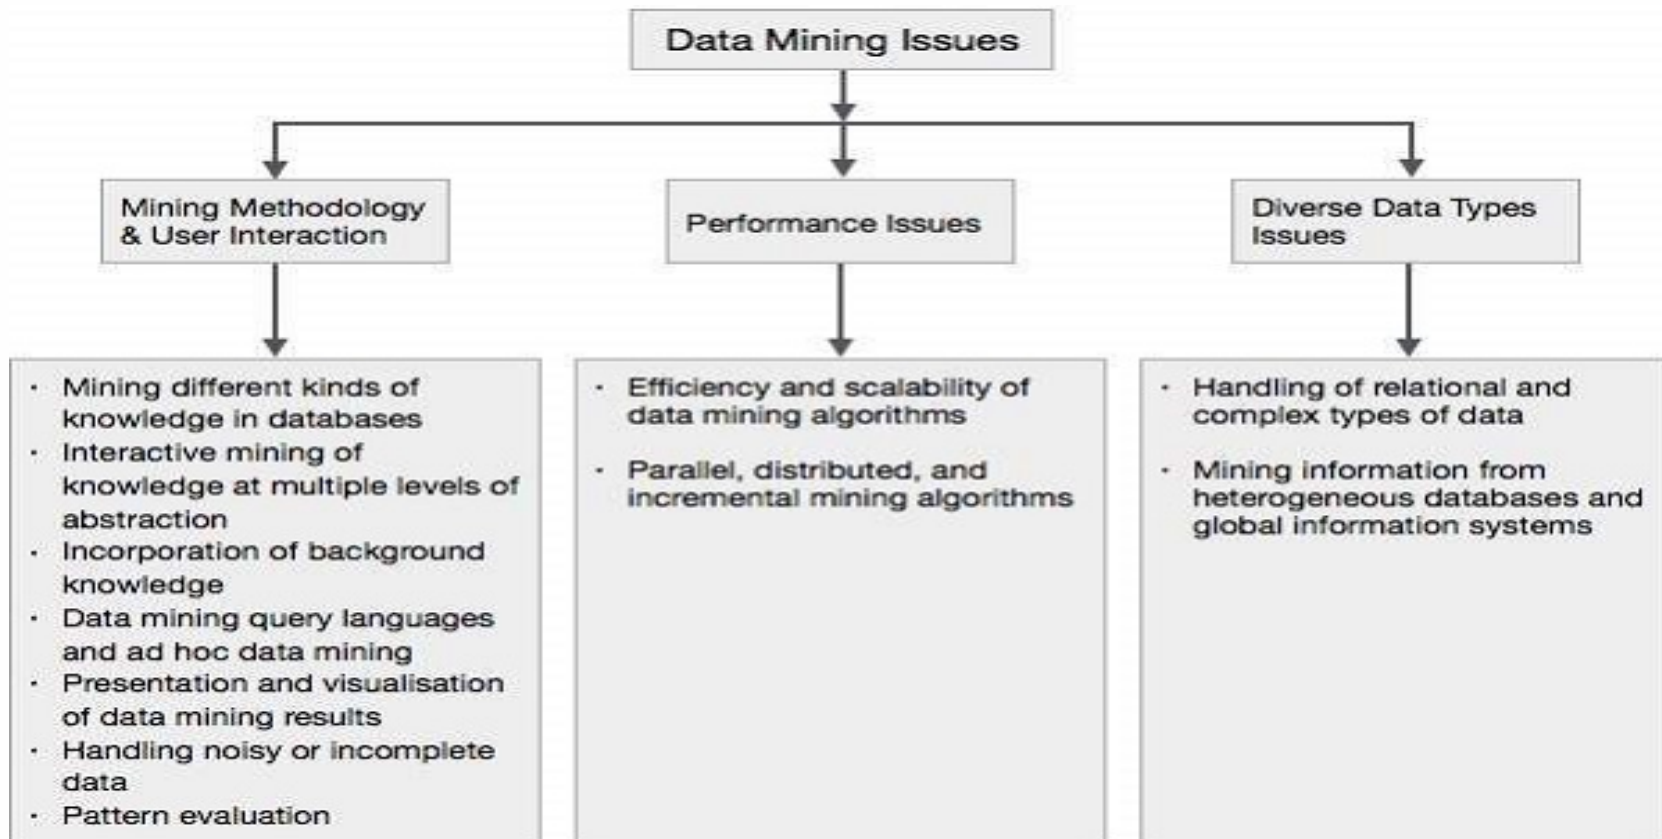 Data Mining Issues
Mining Methodology
& User Interaction
Performance Issues
Diverse Data Types
Issues
· Mining different kinds of
knowledge in databases
· Interactive mining of
knowledge at multiple levels of
abstraction
· Incorporation of background
knowledge
· Data mining query languages
and ad hoc data mining
· Presentation and visualisation
of data mining results
· Handling noisy or incomplete
data
· Pattern evaluation
· Efficiency and scalability of
data mining algorithms
· Parallel, distributed, and
incremental mining algorithms
· Handling of relational and
complex types of data
· Mining information from
heterogeneous databases and
global information systems